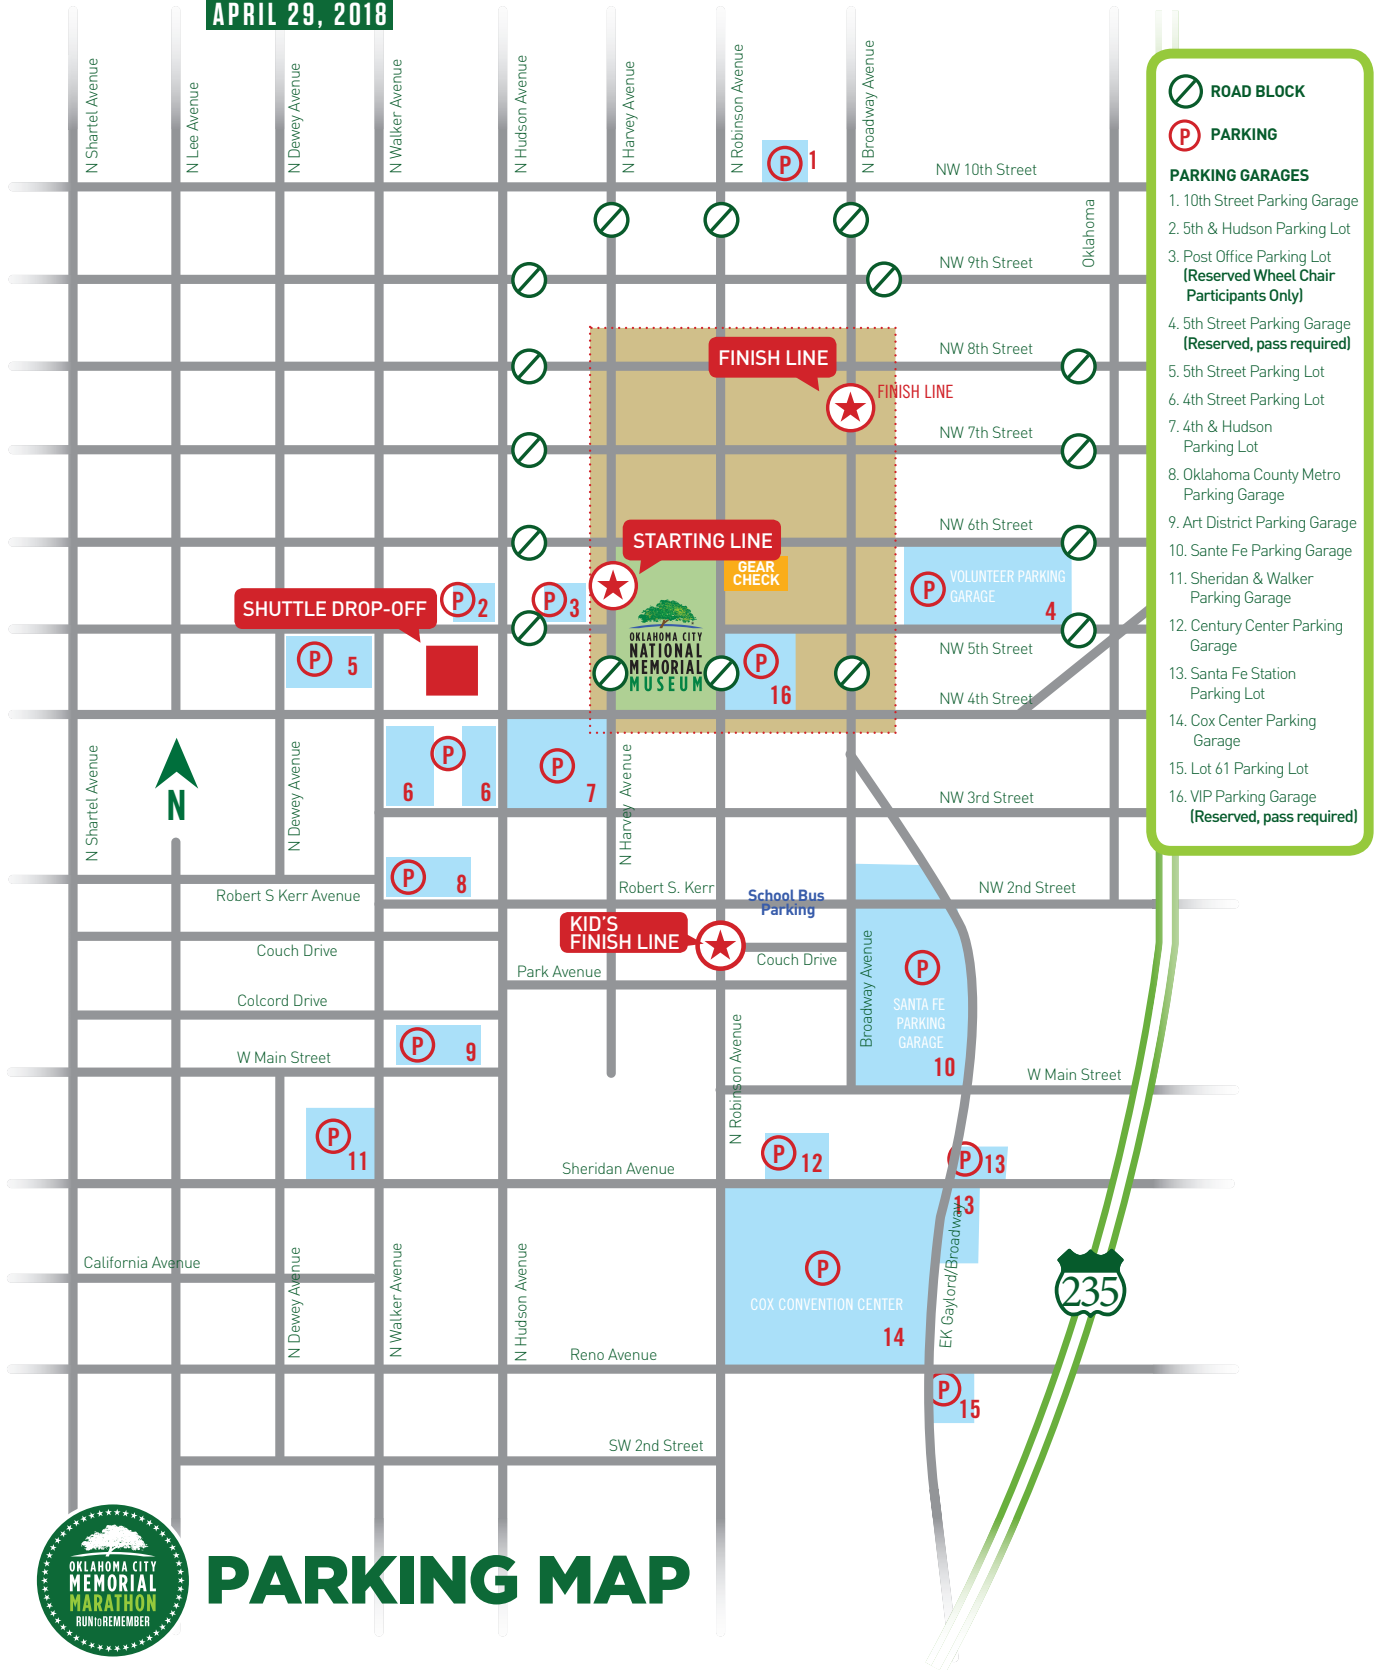 APRIL 29, 2018
N Shartel Avenue
N Lee Avenue
N Dewey Avenue
N Walker Avenue
N Hudson Avenue
N Harvey Avenue
N Robinson Avenue
N Broadway Avenue
P 1
NW 10th Street
Oklahoma
NW 9th Street
NW 8th Street
FINISH LINE
FINISH LINE
NW 7th Street
NW 6th Street
STARTING LINE
GEAR
CHECK
VOLUNTEER PARKING
GARAGE
P
4
SHUTTLE DROP-OFF
P 2
P 3
OKLAHOMA CITY
NATIONAL
MEMORIAL
MUSEUM
NW 5th Street
P 5
P
16
NW 4th Street
N Shartel Avenue
N
N Dewey Avenue
P
6
6
P
7
N Harvey Avenue
NW 3rd Street
P 8
Robert S Kerr Avenue
Robert S. Kerr
School Bus
Parking
NW 2nd Street
KID'S
FINISH LINE
Couch Drive
Couch Drive
Park Avenue
Broadway Avenue
P
SANTA FE
PARKING
GARAGE
10
Colcord Drive
P 9
W Main Street
N Robinson Avenue
W Main Street
P
11
P 12
P 13
Sheridan Avenue
13
EK Gaylord/Broadway
California Avenue
N Dewey Avenue
N Walker Avenue
N Hudson Avenue
P
COX CONVENTION CENTER
14
235
Reno Avenue
P
15
SW 2nd Street
ROAD BLOCK
P PARKING
PARKING GARAGES
1. 10th Street Parking Garage
2. 5th & Hudson Parking Lot
3. Post Office Parking Lot
(Reserved Wheel Chair
Participants Only)
4. 5th Street Parking Garage
(Reserved, pass required)
5. 5th Street Parking Lot
6. 4th Street Parking Lot
7. 4th & Hudson
Parking Lot
8. Oklahoma County Metro
Parking Garage
9. Art District Parking Garage
10. Sante Fe Parking Garage
11. Sheridan & Walker
Parking Garage
12. Century Center Parking
Garage
13. Santa Fe Station
Parking Lot
14. Cox Center Parking
Garage
15. Lot 61 Parking Lot
16. VIP Parking Garage
(Reserved, pass required)
OKLAHOMA CITY
MEMORIAL
MARATHON
RUN TO REMEMBER
PARKING MAP